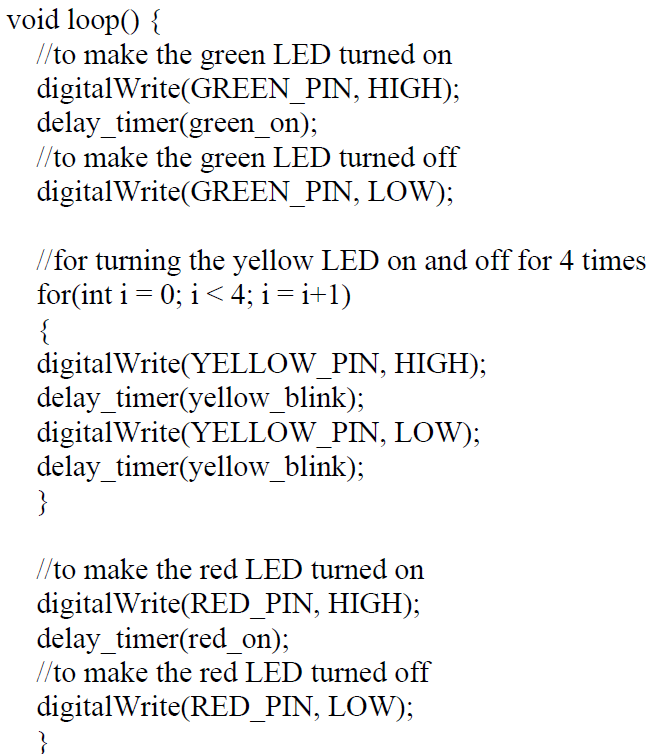 void loop() {
//to make the green LED turned on
digitalWrite(GREEN_PIN, HIGH);
delay_timer(green_on);
//to make the green LED turned off
digitalWrite(GREEN_PIN, LOW);
//for turning the yellow LED on and off for 4 times
for(int i = 0; i < 4; i = i+1)
{
digitalWrite(YELLOW_PIN, HIGH);
delay_timer(yellow_blink);
digitalWrite(YELLOW_PIN, LOW);
delay_timer(yellow_blink);
}
//to make the red LED turned on
digitalWrite(RED_PIN, HIGH);
delay_timer(red_on);
//to make the red LED turned off
digitalWrite(RED_PIN, LOW);
}